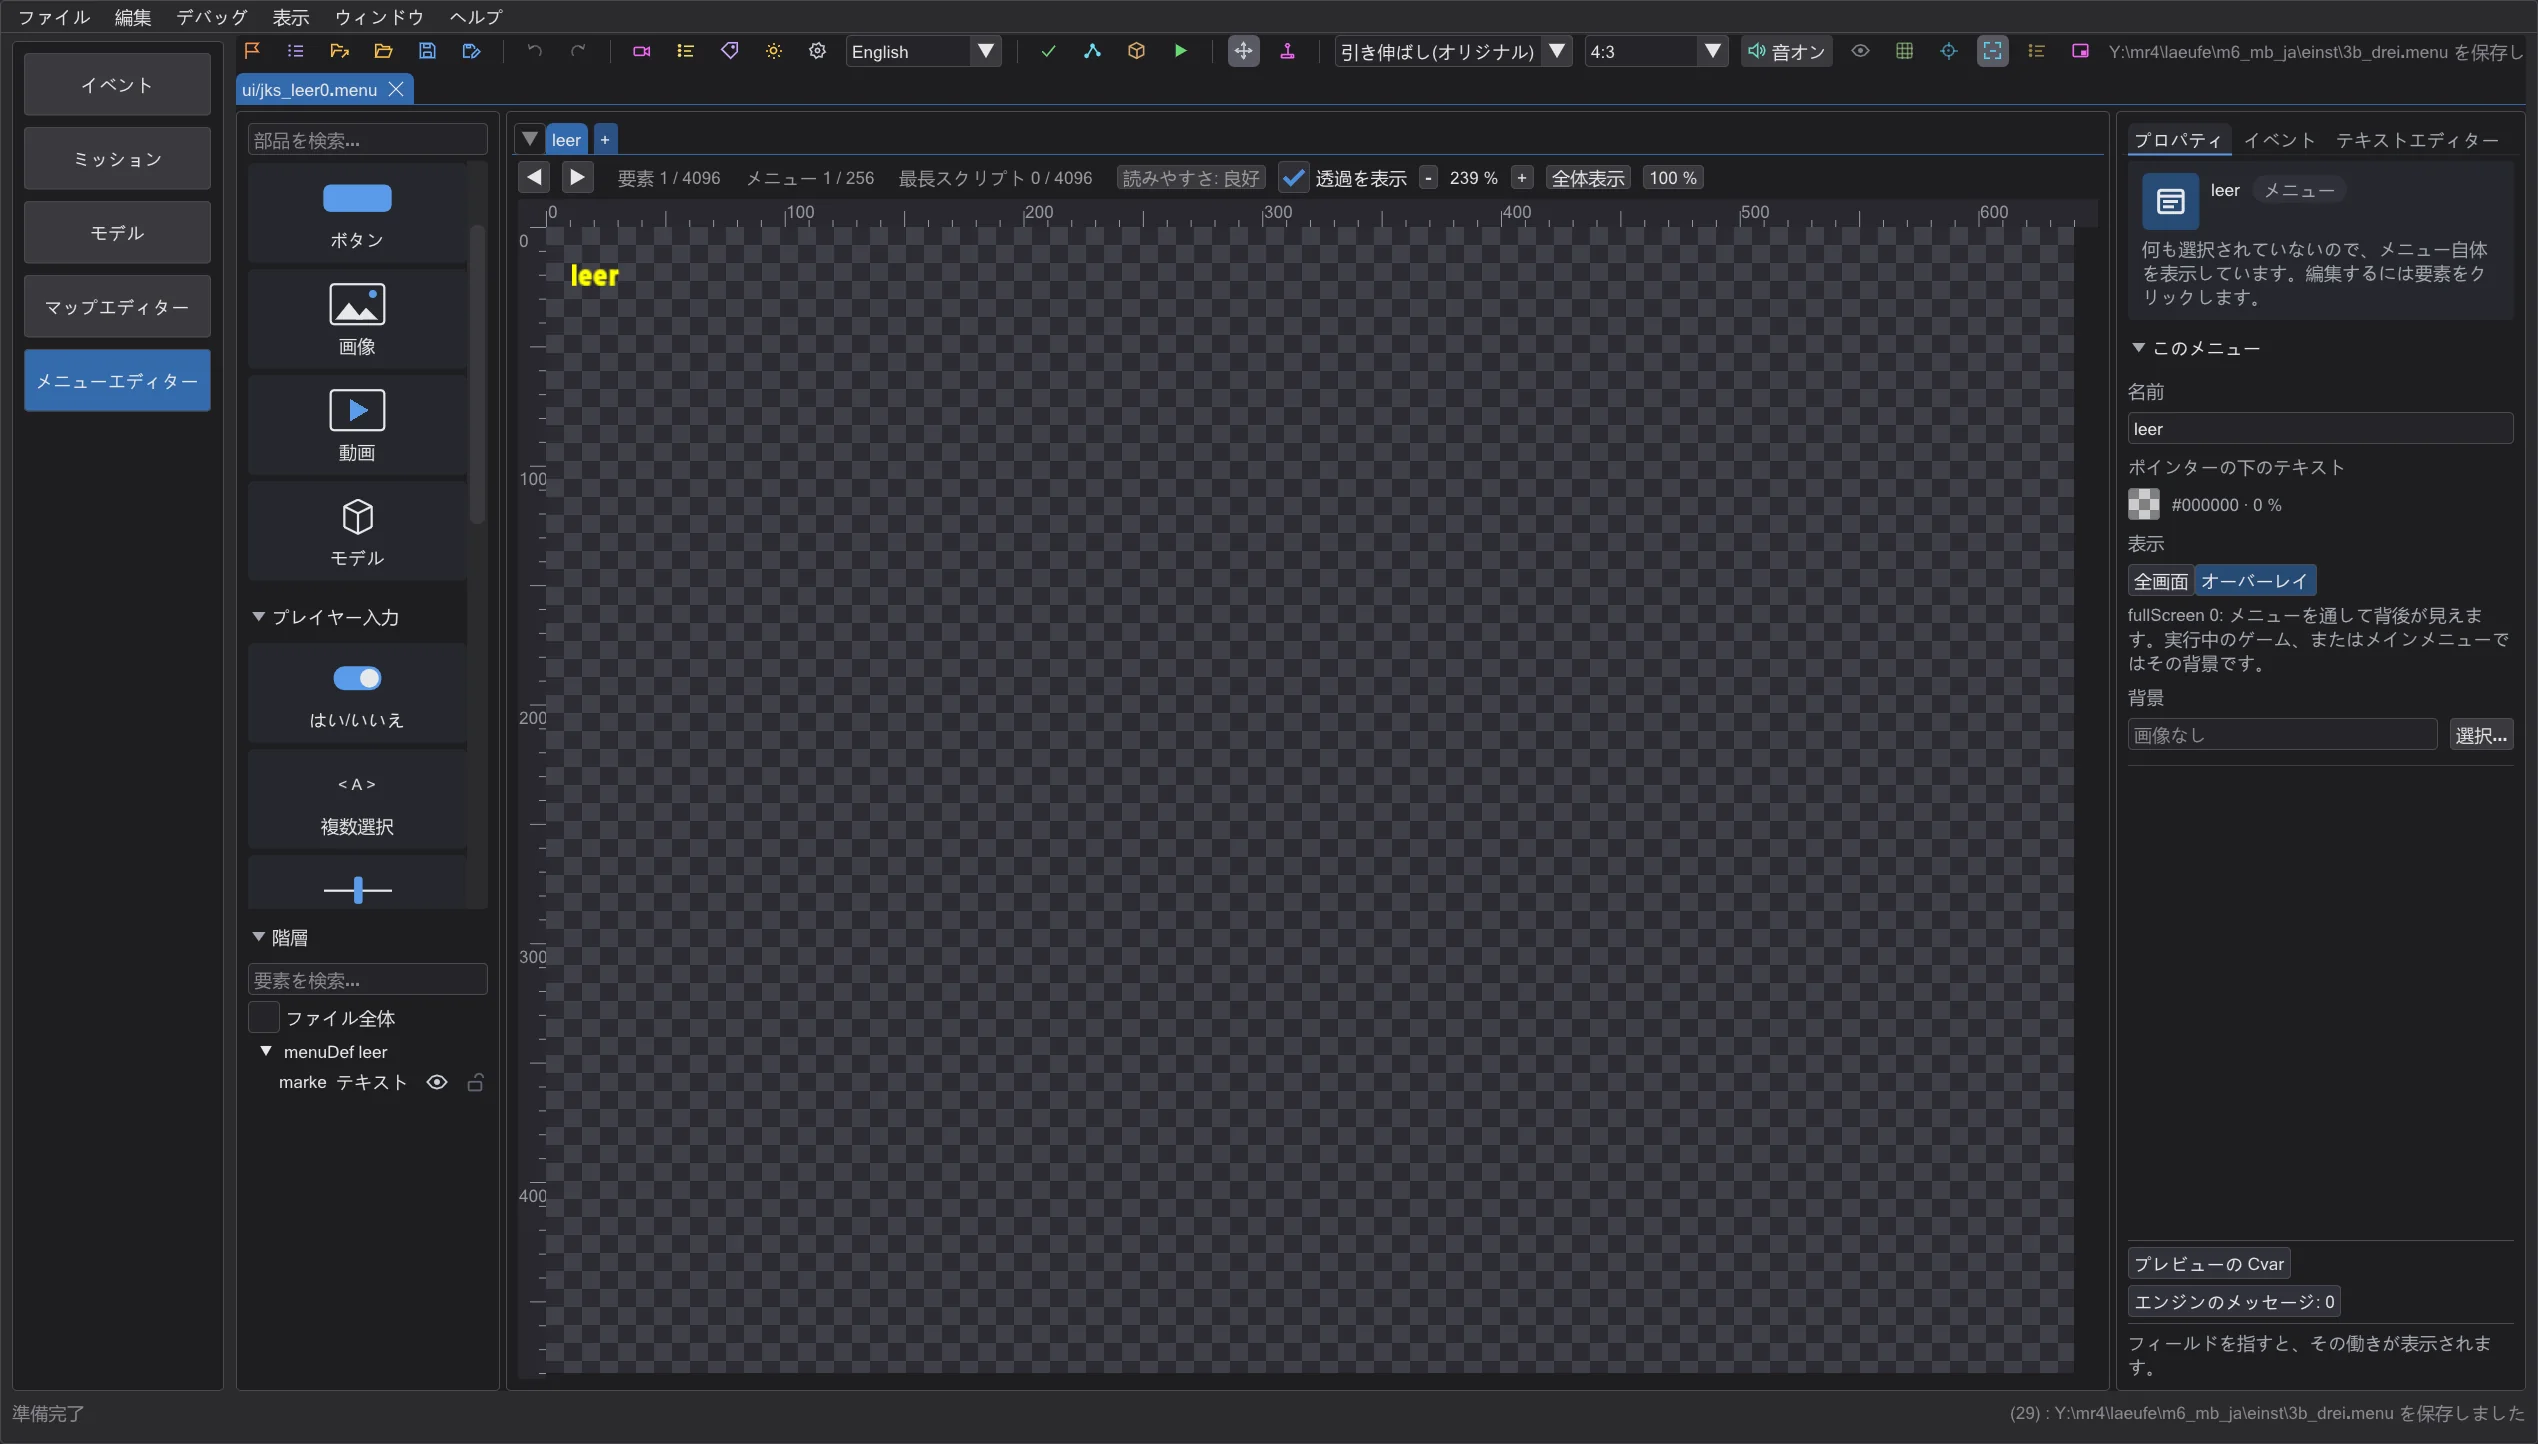 ファイル 編集 デバッグ 表示 ウィンドウ ヘルプ
イベント
ミッション
モデル
マップエディター
メニューエディター
English
引き伸ばし(オリジナル)
4:3
音オン
Y:\mr4\laeufe\m6_mb_ja\einst\3b_drei.menu を保存し
ui/jks_leer0.menu
部品を検索...
ボタン
画像
動画
モデル
プレイヤー入力
はい/いいえ
< A >
複数選択
階層
要素を検索...
ファイル全体
menuDef leer
marke テキスト
leer +
要素 1 / 4096 メニュー 1 / 256 最長スクリプト 0 / 4096 読みやすさ: 良好 透過を表示 - 239 % + 全体表示 100 %
0 100 200 300 400 500 600
0
100
200
300
400
leer
プロパティ イベント テキストエディター
leer メニュー
何も選択されていないので、メニュー自体
を表示しています。編集するには要素をク
リックします。
このメニュー
名前
leer
ポインターの下のテキスト
#000000 · 0 %
表示
全画面 オーバーレイ
fullScreen 0: メニューを通して背後が見えま
す。実行中のゲーム、またはメインメニューで
はその背景です。
背景
画像なし 選択...
プレビューの Cvar
エンジンのメッセージ: 0
フィールドを指すと、その働きが表示されま
す。
準備完了
(29) : Y:\mr4\laeufe\m6_mb_ja\einst\3b_drei.menu を保存しました